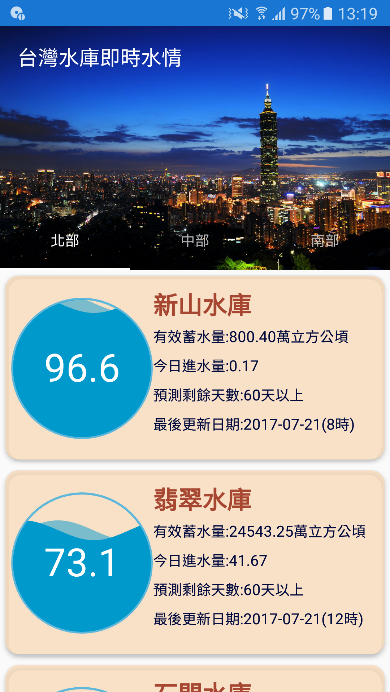 97% 13:19
台灣水庫即時水情
北部 中部 南部
新山水庫
96.6
有效蓄水量:800.40萬立方公頃
今日進水量:0.17
預測剩餘天數:60天以上
最後更新日期:2017-07-21(8時)
翡翠水庫
73.1
有效蓄水量:24543.25萬立方公頃
今日進水量:41.67
預測剩餘天數:60天以上
最後更新日期:2017-07-21(12時)
石門水庫